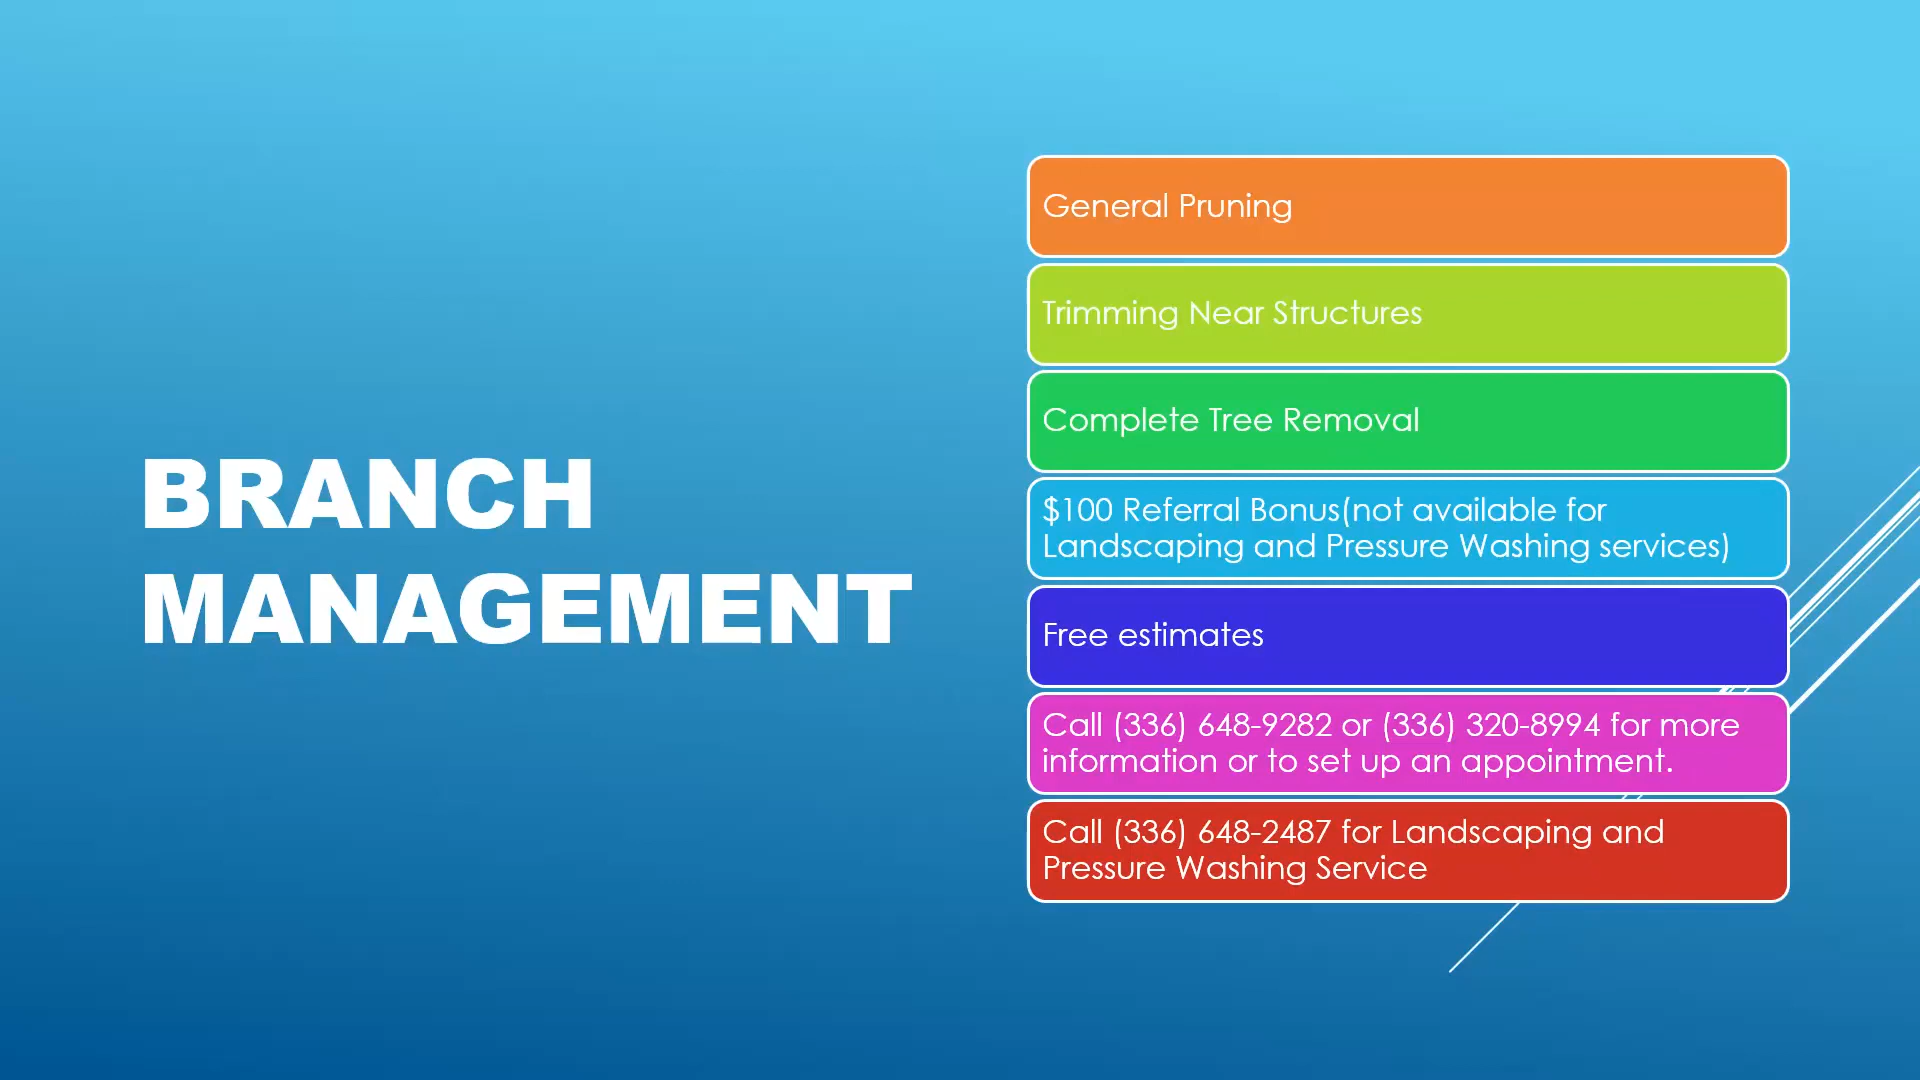 BRANCH
MANAGEMENT
General Pruning
Trimming Near Structures
Complete Tree Removal
$100 Referral Bonus(not available for
Landscaping and Pressure Washing services)
Free estimates
Call (336) 648-9282 or (336) 320-8994 for more
information or to set up an appointment.
Call (336) 648-2487 for Landscaping and
Pressure Washing Service